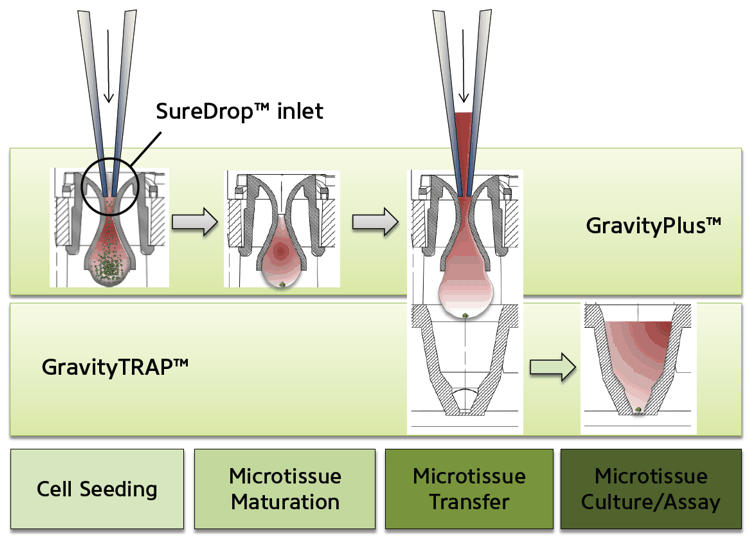 SureDrop™ inlet
GravityPlus™
GravityTRAP™
Cell Seeding
Microtissue
Maturation
Microtissue
Transfer
Microtissue
Culture/Assay